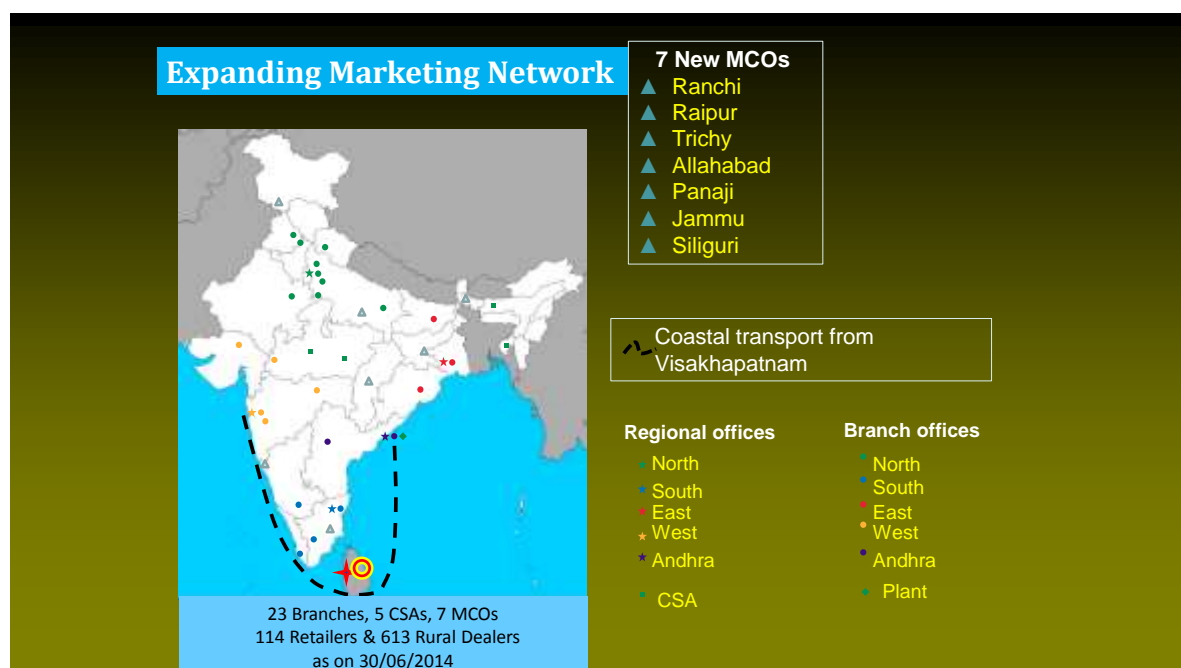 Expanding Marketing Network
7 New MCOs
Ranchi
Raipur
Trichy
Allahabad
Panaji
Jammu
Siliguri
Coastal transport from
Visakhapatnam
Regional offices
North
South
East
West
Andhra
CSA
Branch offices
North
South
East
West
Andhra
Plant
23 Branches, 5 CSAs, 7 MCOs
114 Retailers & 613 Rural Dealers
as on 30/06/2014